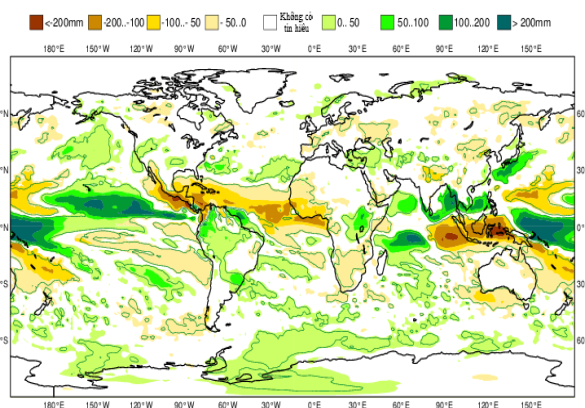 <-200mm -200..-100 -100..- 50 - 50..0 Không có 0.. 50 50..100 100..200 > 200mm
tín hiệu
180°E 150°W 120°W 90°W 60°W 30°W 0°E 30°E 60°E 90°E 120°E 150°E
°N 60
°N 30
°N 0°
°S 30
°S 60
180°E 150°W 120°W 90°W 60°W 30°W 0°E 30°E 60°E 90°E 120°E 150°E